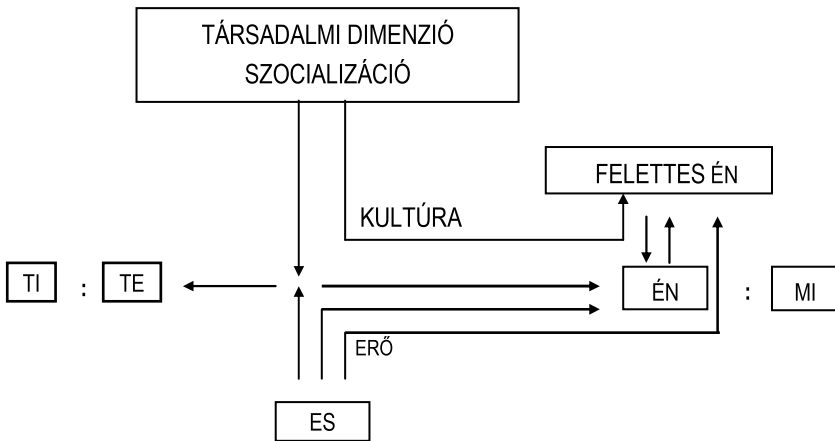 TÁRSADALMI DIMENZIÓ
SZOCIALIZÁCIÓ
FELETTES ÉN
KULTÚRA
TI : TE ÉN : MI
ERŐ
ES